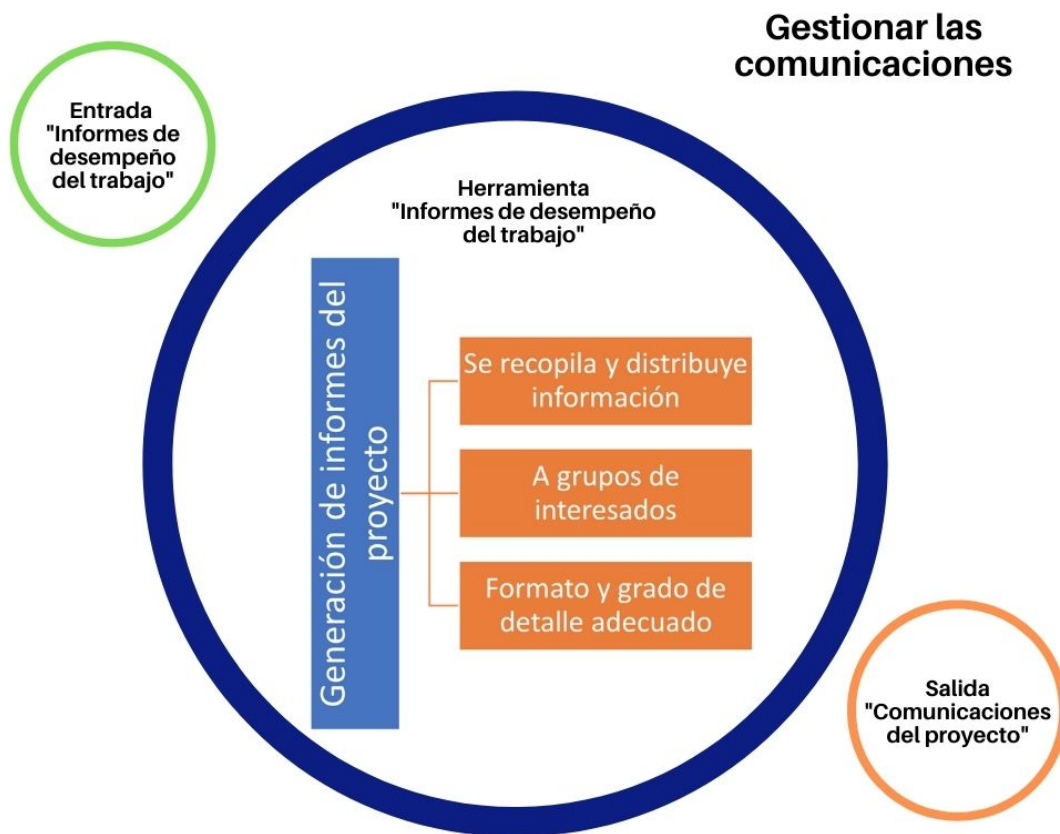 Gestionar las
comunicaciones
Entrada
"Informes de
desempeño
del trabajo"
Herramienta
"Informes de desempeño
del trabajo"
Generación de informes del
proyecto
Se recopila y distribuye
información
A grupos de
interesados
Formato y grado de
detalle adecuado
Salida
"Comunicaciones
del proyecto"